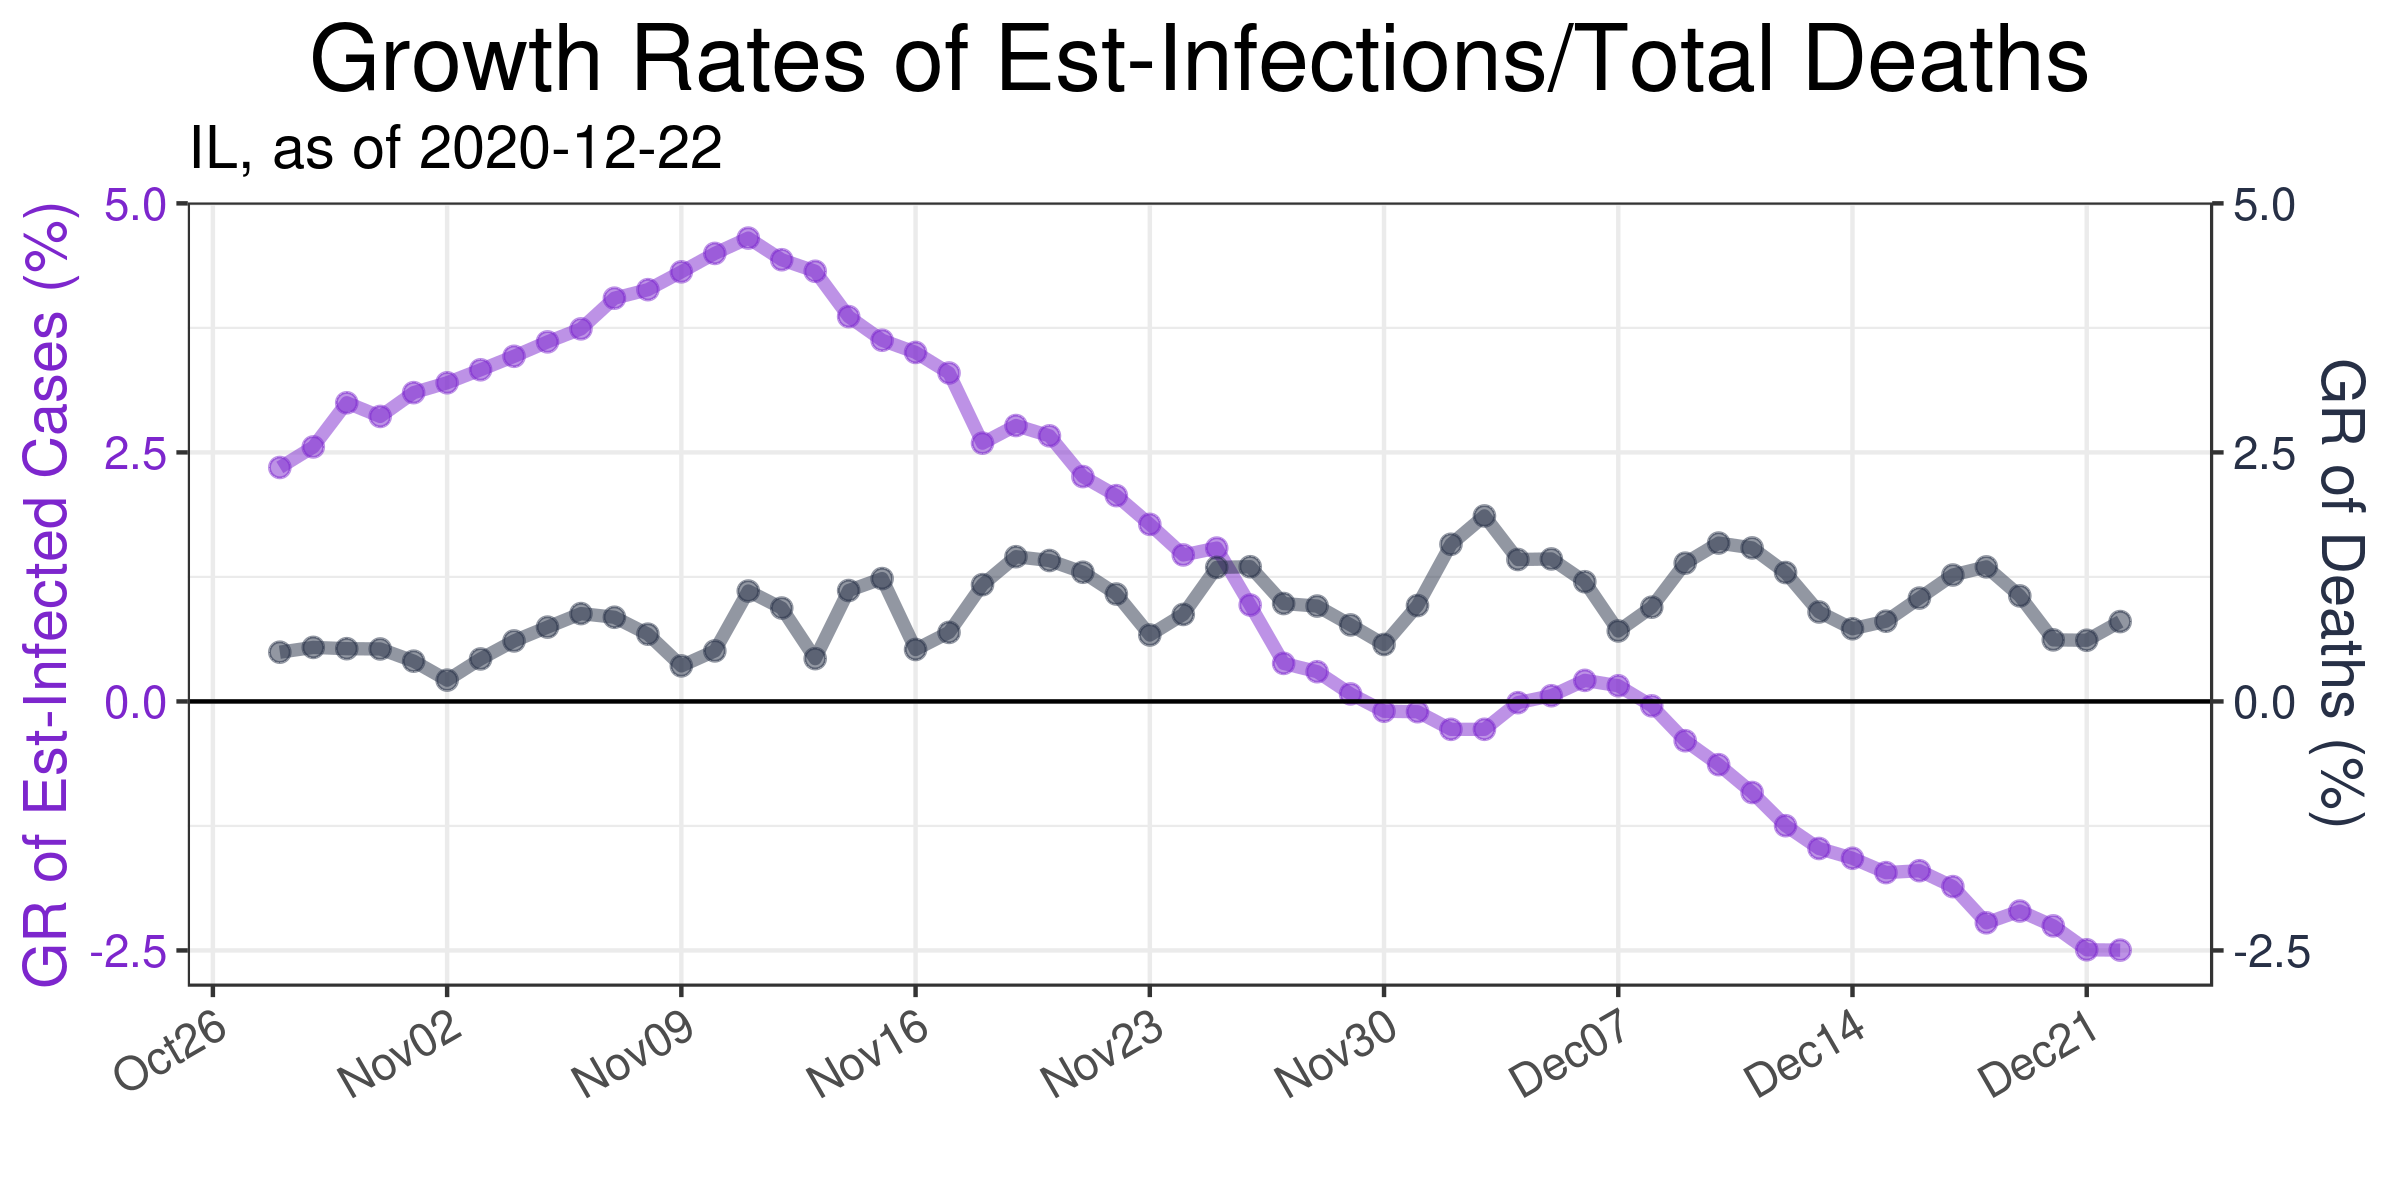 Growth Rates of Est-Infections/Total Deaths
IL, as of 2020-12-22
GR of Est-Infected Cases (%)
5.0
2.5
0.0
-2.5
5.0
2.5
0.0
-2.5
GR of Deaths (%)
Oct26
Nov02
Nov09
Nov16
Nov23
Nov30
Dec07
Dec14
Dec21